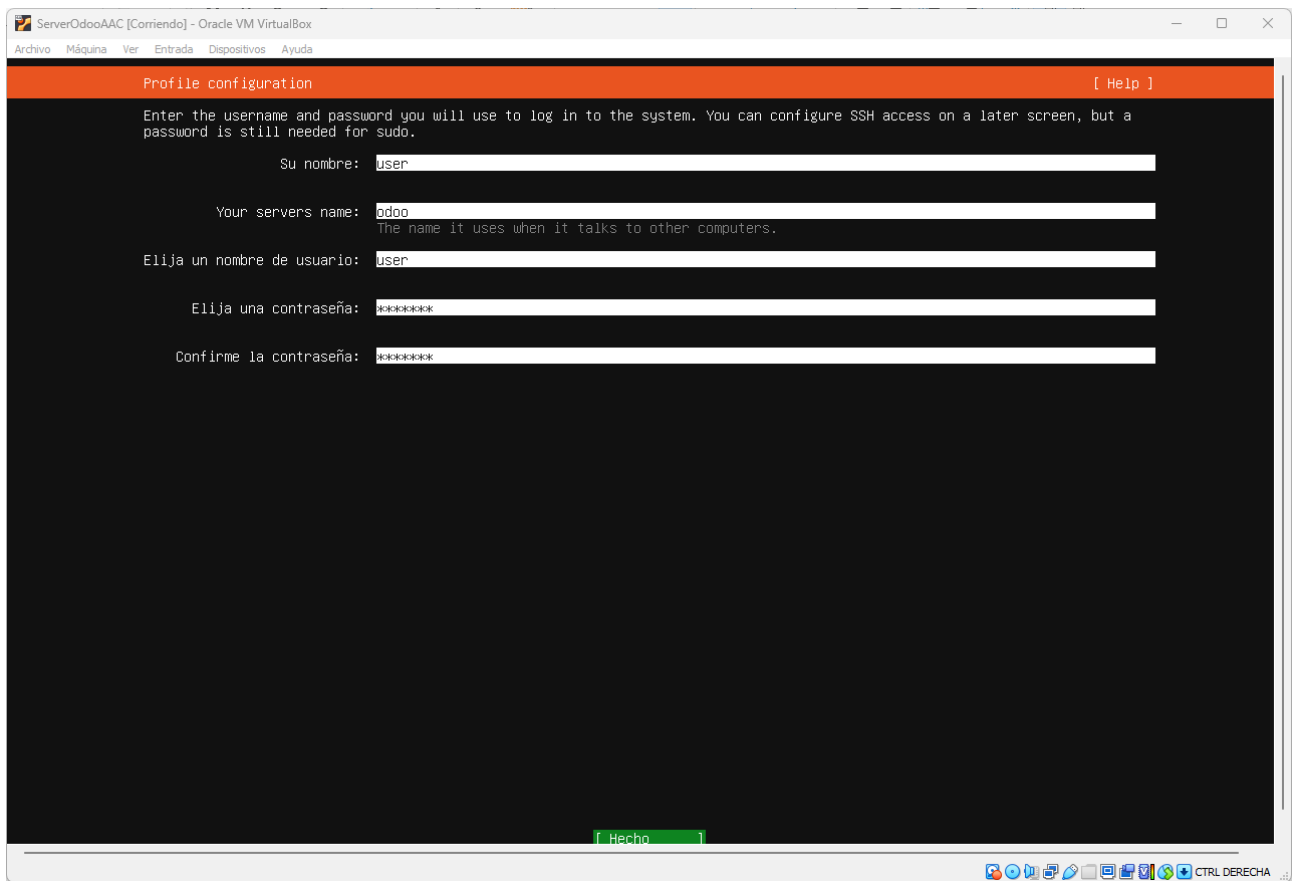 ServerOdooAAC [Corriendo] - Oracle VM VirtualBox
Archivo Máquina Ver Entrada Dispositivos Ayuda
Profile configuration [ Help ]
Enter the username and password you will use to log in to the system. You can configure SSH access on a later screen, but a
password is still needed for sudo.
Su nombre: user
Your servers name: odoo
The name it uses when it talks to other computers.
Elija un nombre de usuario: user
Elija una contraseña: *******
Confirme la contraseña: *******
[ Hecho ]
CTRL DERECHA